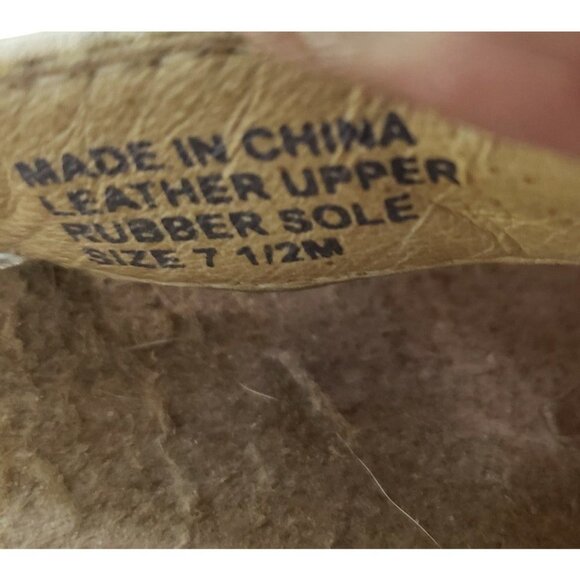 MADE IN CHINA
LEATHER UPPER
RUBBER SOLE
SIZE 7 1/2M